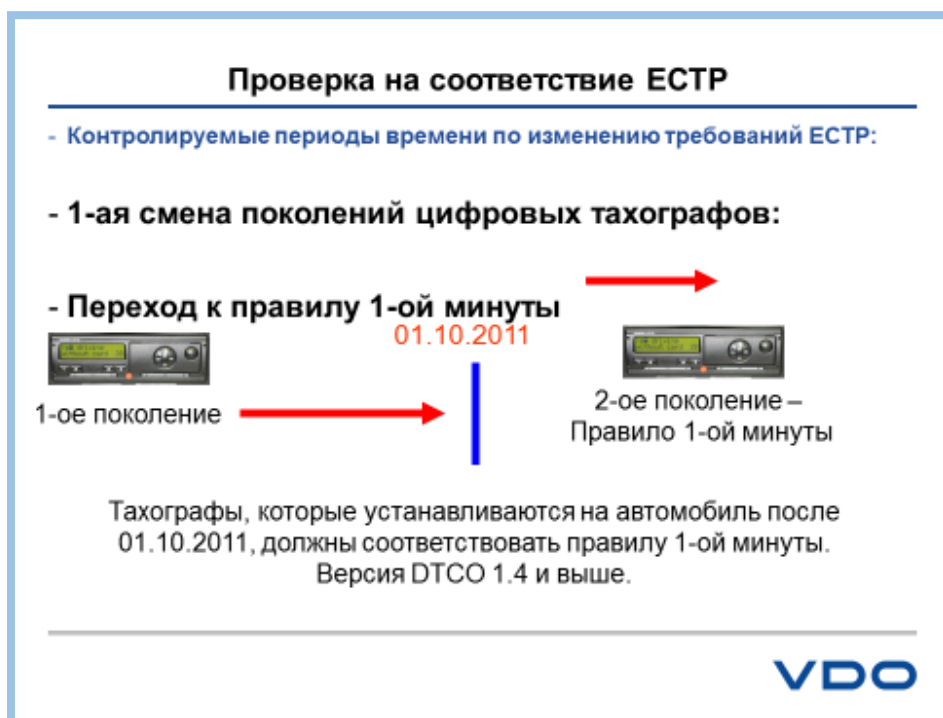 Проверка на соответствие ЕСТР
- Контролируемые периоды времени по изменению требований ЕСТР:
- 1-ая смена поколений цифровых тахографов:
- Переход к правилу 1-ой минуты
01.10.2011
1-ое поколение
2-ое поколение –
Правило 1-ой минуты
Тахографы, которые устанавливаются на автомобиль после
01.10.2011, должны соответствовать правилу 1-ой минуты.
Версия DTCO 1.4 и выше.
VDO